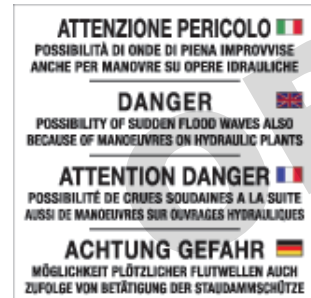 ATTENZIONE PERICOLO
POSSIBILITÀ DI ONDE DI PIENA IMPROVVISE
ANCHE PER MANOVRE SU OPERE IDRAULICHE
DANGER
POSSIBILITY OF SUDDEN FLOOD WAVES ALSO
BECAUSE OF MANOEUVRES ON HYDRAULIC PLANTS
ATTENTION DANGER
POSSIBILITÉ DE CRUES SOUDAINES A LA SUITE
AUSSI DE MANOEUVRES SUR OUVRAGES HYDRAULIQUES
ACHTUNG GEFAHR
MÖGLICHKEIT PLÖTZLICHER FLUTWELLEN AUCH
ZUFOLGE VON BETÄTIGUNG DER STAUDAMMSCHÜTZE